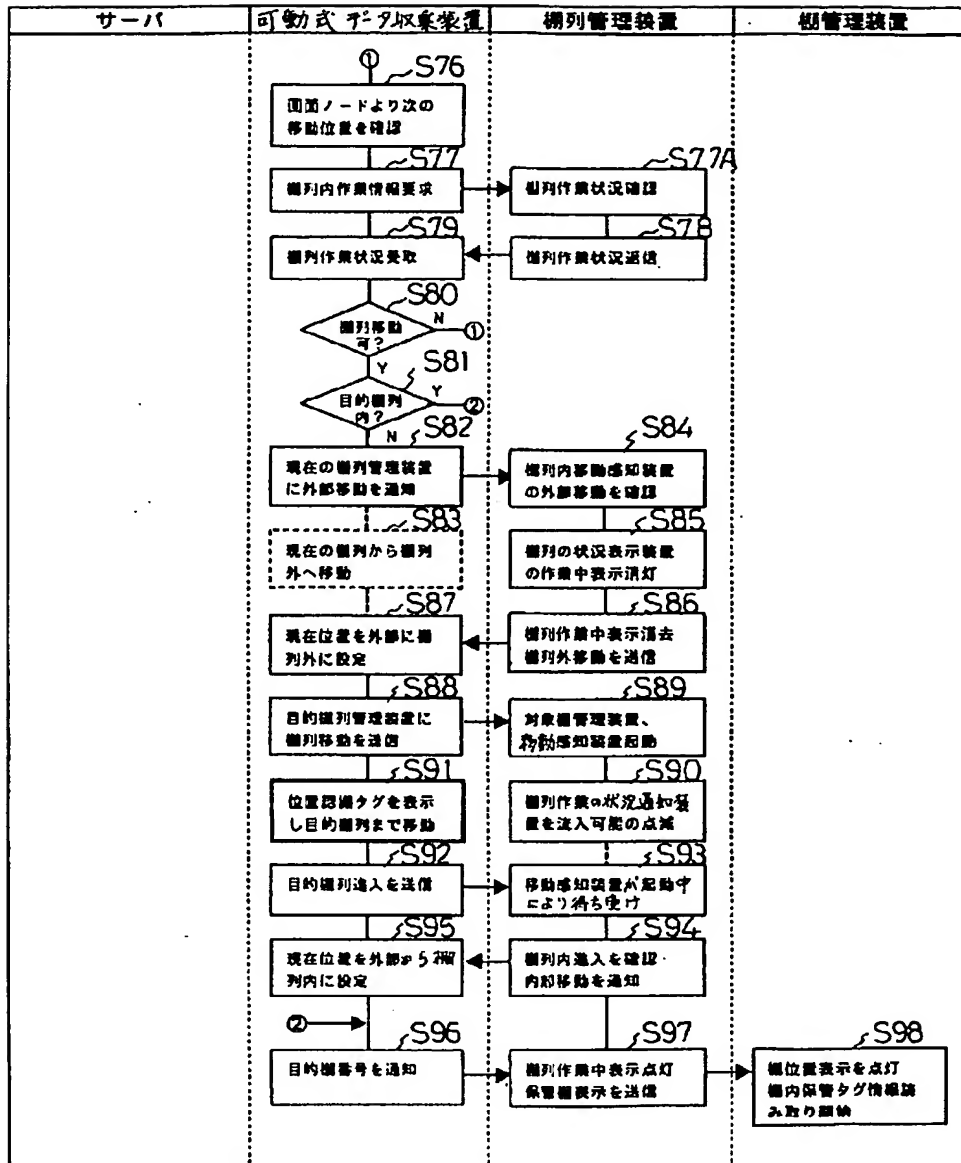 サーバ
可動式データ収集装置
棚列管理装置
棚管理装置
①
S76
画面ノードより次の
移動位置を確認
S77
棚列内作業情報要求
S77A
棚列作業状況確認
S79
棚列作業状況受取
S78
棚列作業状況返信
S80
棚列移動
可?
N
①
Y
S81
目的棚列
内?
Y
②
N
S82
現在の棚列管理装置
に外部移動を通知
S84
棚列内移動感知装置
の外部移動を確認
S83
現在の棚列から棚列
外へ移動
S85
棚列の状況表示装置
の作業中表示消灯
S87
現在位置を外部に棚
列外に設定
S86
棚列作業中表示消去
棚列外移動を送信
S88
目的棚列管理装置に
棚列移動を送信
S89
対象棚管理装置、
移動感知装置起動
S91
位置認識タグを表示
し目的棚列まで移動
S90
棚列作業の状況通知装
置を流入可能の点滅
S92
目的棚列進入を送信
S93
移動感知装置が起動中
により待ち受け
S95
現在位置を外部から棚
列内に設定
S94
棚列内進入を確認
内部移動を通知
②
S96
目的棚番号を通知
S97
棚列作業中表示点灯
保管棚表示を送信
S98
棚位置表示を点灯
棚内保管タグ情報読
み取り開始